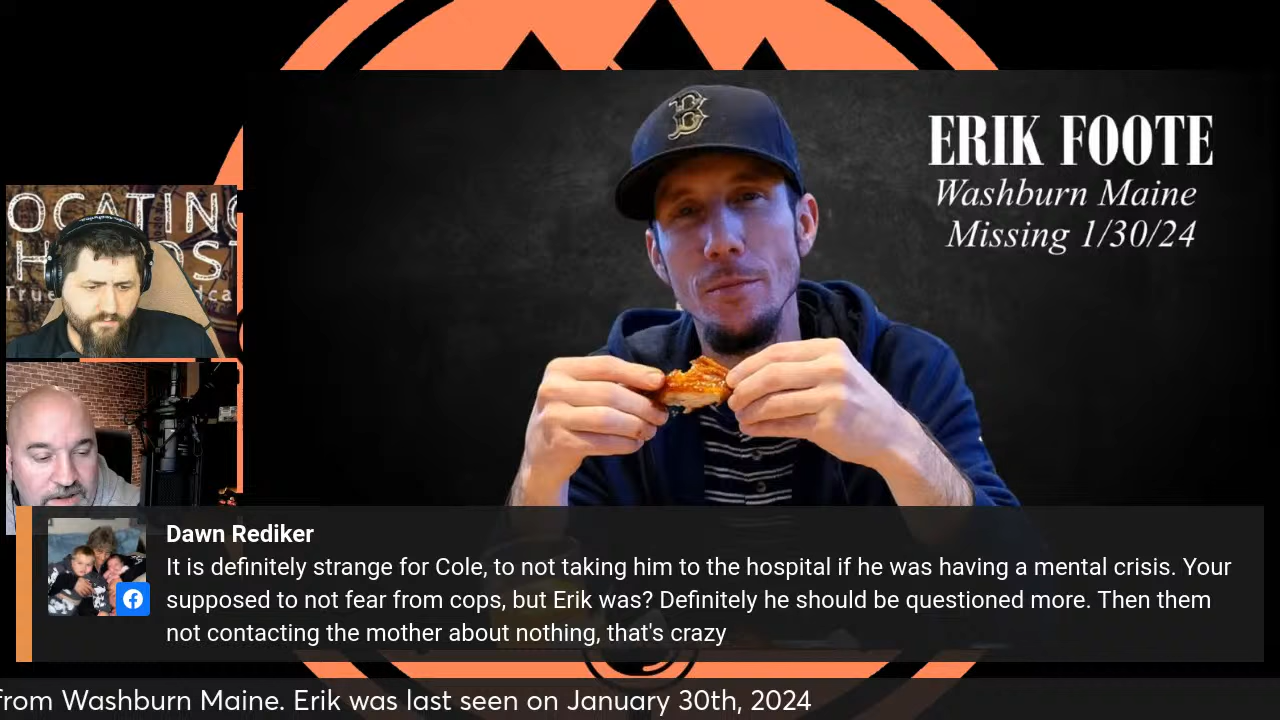 ERIK FOOTE
Washburn Maine
Missing 1/30/24
OCATING
B
Dawn Rediker
It is definitely strange for Cole, to not taking him to the hospital if he was having a mental crisis. Your
supposed to not fear from cops, but Erik was? Definitely he should be questioned more. Then them
not contacting the mother about nothing, that's crazy
from Washburn Maine. Erik was last seen on January 30th, 2024